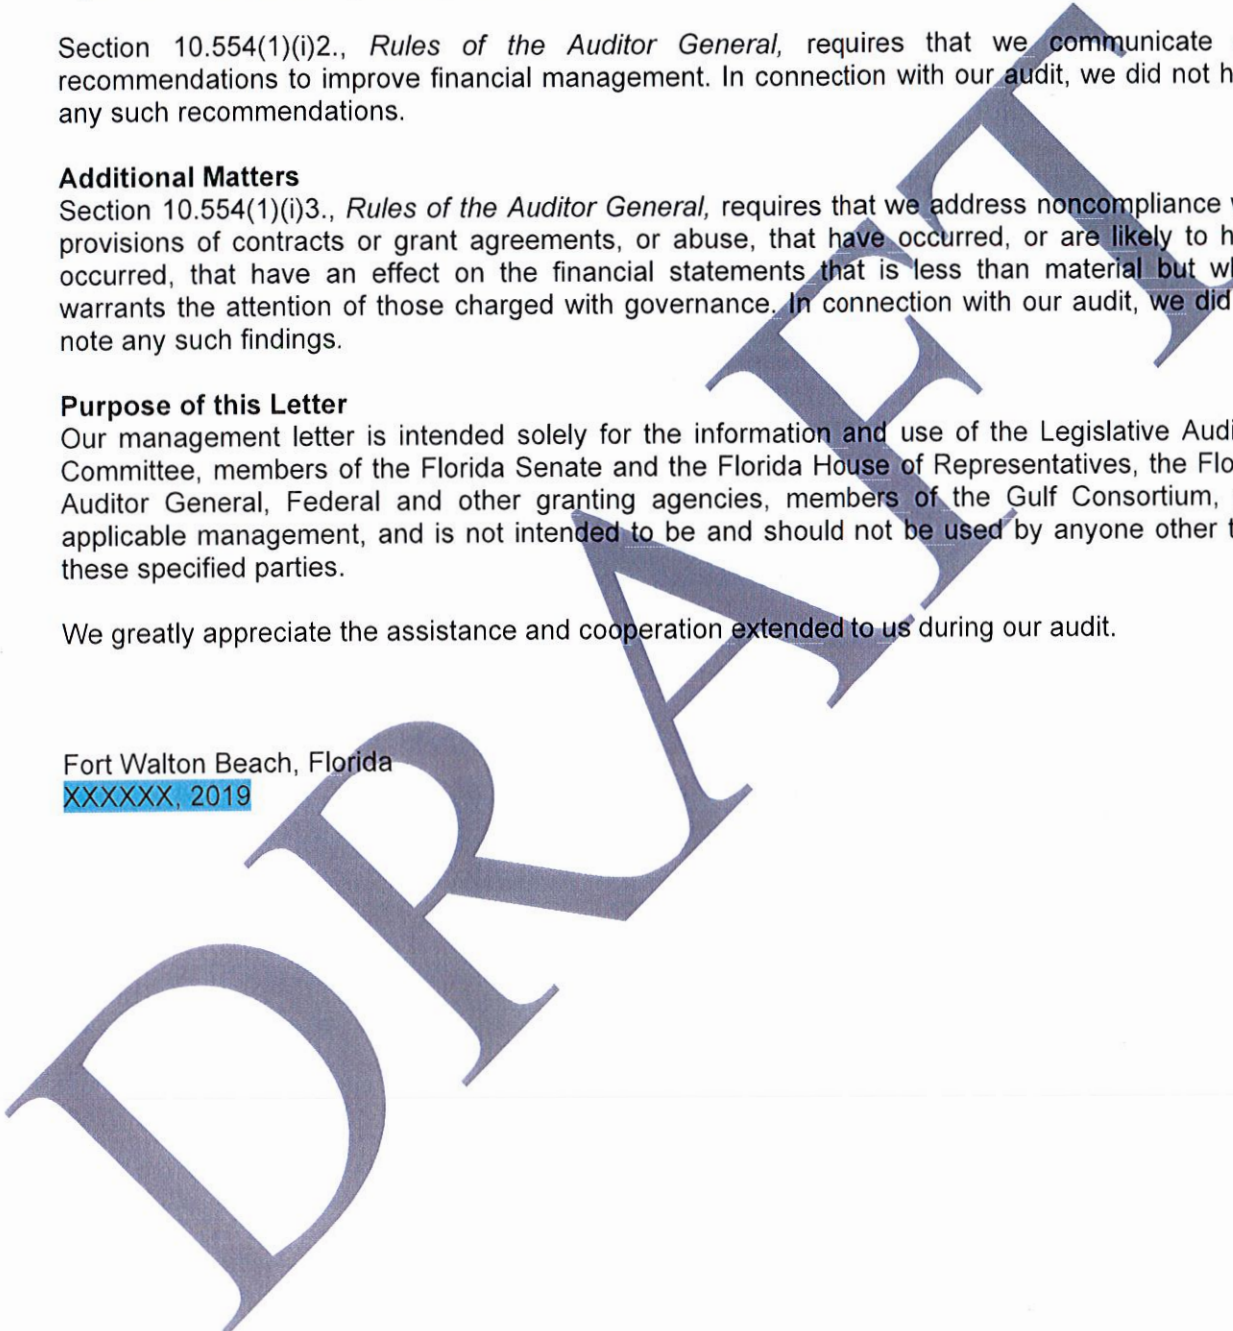 Section 10.554(1)(i)2., Rules of the Auditor General, requires that we communicate
recommendations to improve financial management. In connection with our audit, we did not h
any such recommendations.
Additional Matters
Section 10.554(1)(i)3., Rules of the Auditor General, requires that we address noncompliance w
provisions of contracts or grant agreements, or abuse, that have occurred, or are likely to h
occurred, that have an effect on the financial statements that is less than material but wh
warrants the attention of those charged with governance. In connection with our audit, we did
note any such findings.
Purpose of this Letter
Our management letter is intended solely for the information and use of the Legislative Audi
Committee, members of the Florida Senate and the Florida House of Representatives, the Flo
Auditor General, Federal and other granting agencies, members of the Gulf Consortium,
applicable management, and is not intended to be and should not be used by anyone other t
these specified parties.
We greatly appreciate the assistance and cooperation extended to us during our audit.
Fort Walton Beach, Florida
XXXXXX, 2019
DRAFT